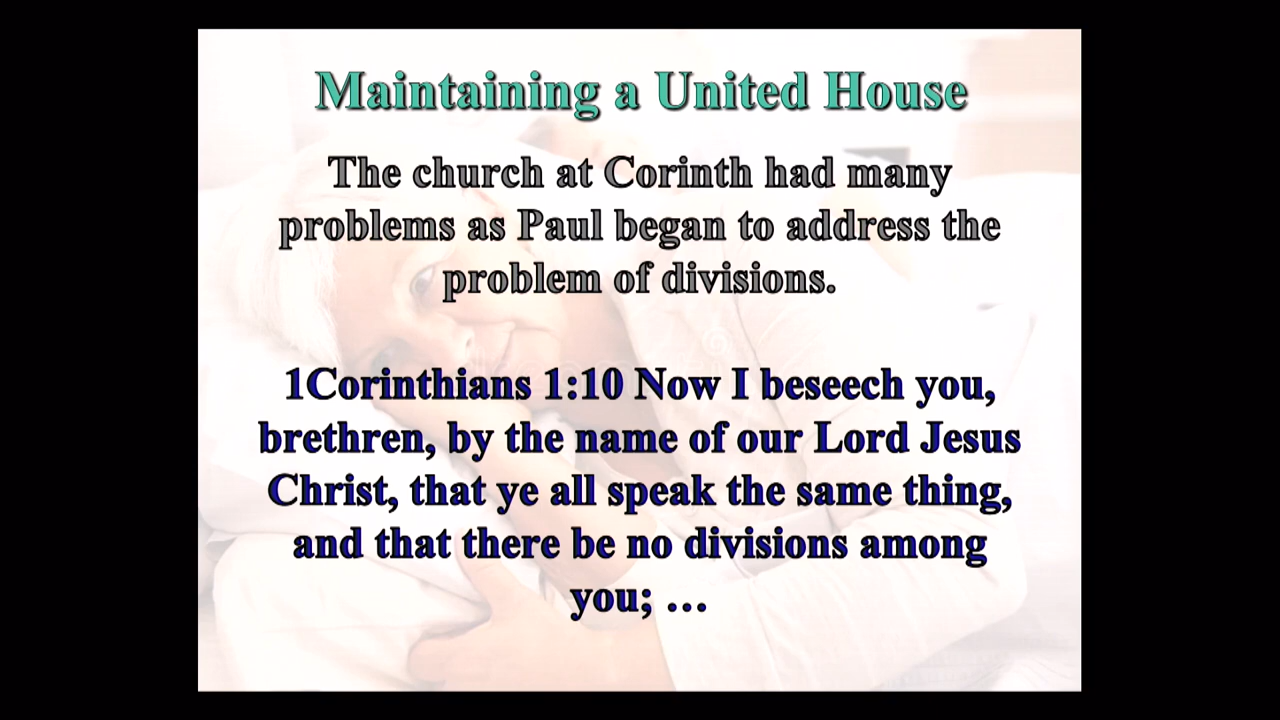 Maintaining a United House
The church at Corinth had many
problems as Paul began to address the
problem of divisions.
1Corinthians 1:10 Now I beseech you,
brethren, by the name of our Lord Jesus
Christ, that ye all speak the same thing,
and that there be no divisions among
you; …